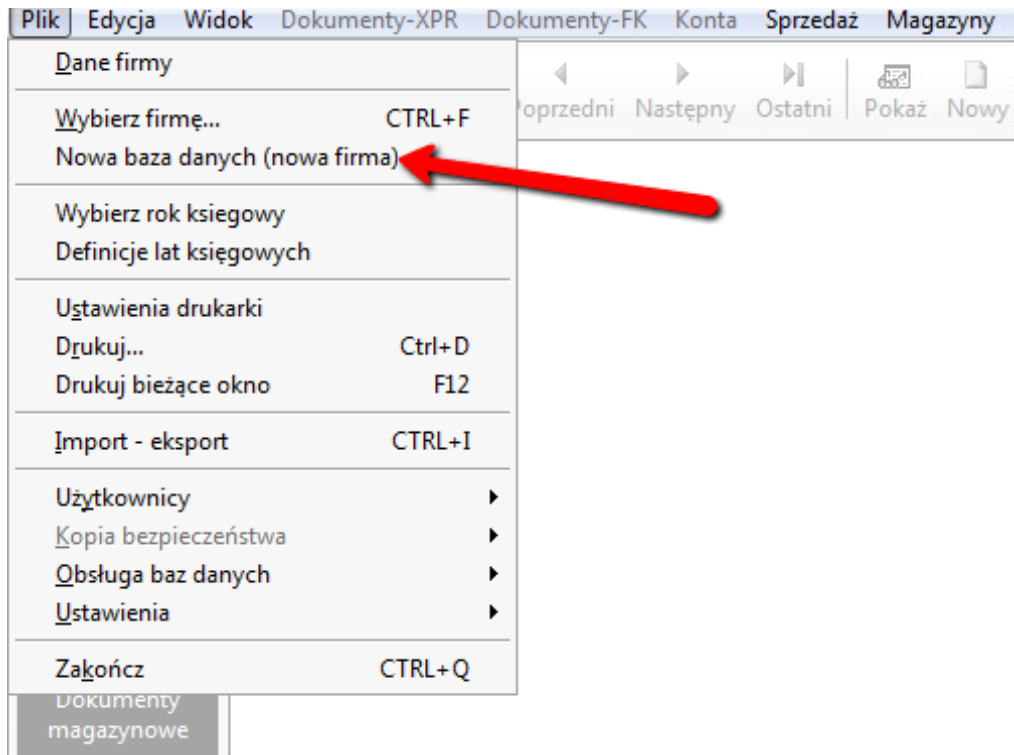 Plik Edycja Widok Dokumenty-XPR Dokumenty-FK Konta Sprzedaż Magazyny
Dane firmy
Wybierz firmę... CTRL+F
Nowa baza danych (nowa firma)
Wybierz rok ksiegowy
Definicje lat księgowych
Ustawienia drukarki
Drukuj... Ctrl+D
Drukuj bieżące okno F12
Import - eksport CTRL+I
Użytkownicy
Kopia bezpieczeństwa
Obsługa baz danych
Ustawienia
Zakończ CTRL+Q
oprzedni Następny Ostatni Pokaż Nowy
Dokumenty
magazynowe